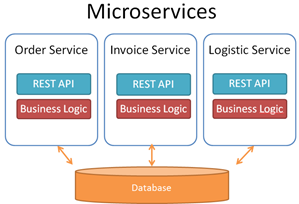 Microservices
Order Service
Invoice Service
Logistic Service
REST API
REST API
REST API
Business Logic
Business Logic
Business Logic
Database